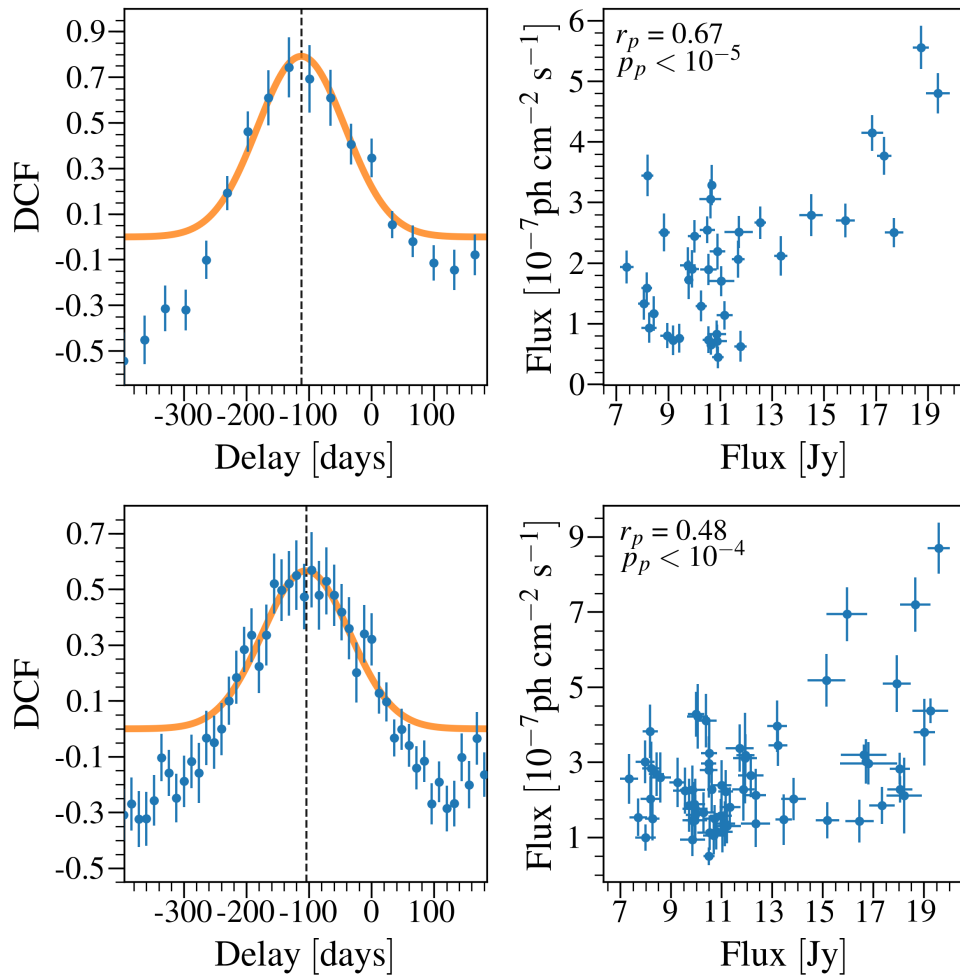 0.9
0.7
0.5
0.3
0.1
-0.1
-0.3
-0.5
DCF
-300 -200 -100 0 100
Delay [days]
r_p = 0.67
p_p < 10^{-5}
6
5
4
3
2
1
0
Flux [10^{-7} ph cm^{-2} s^{-1}]
7 9 11 13 15 17 19
Flux [Jy]
0.7
0.5
0.3
0.1
-0.1
-0.3
-0.5
DCF
-300 -200 -100 0 100
Delay [days]
r_p = 0.48
p_p < 10^{-4}
9
7
5
3
1
Flux [10^{-7} ph cm^{-2} s^{-1}]
7 9 11 13 15 17 19
Flux [Jy]